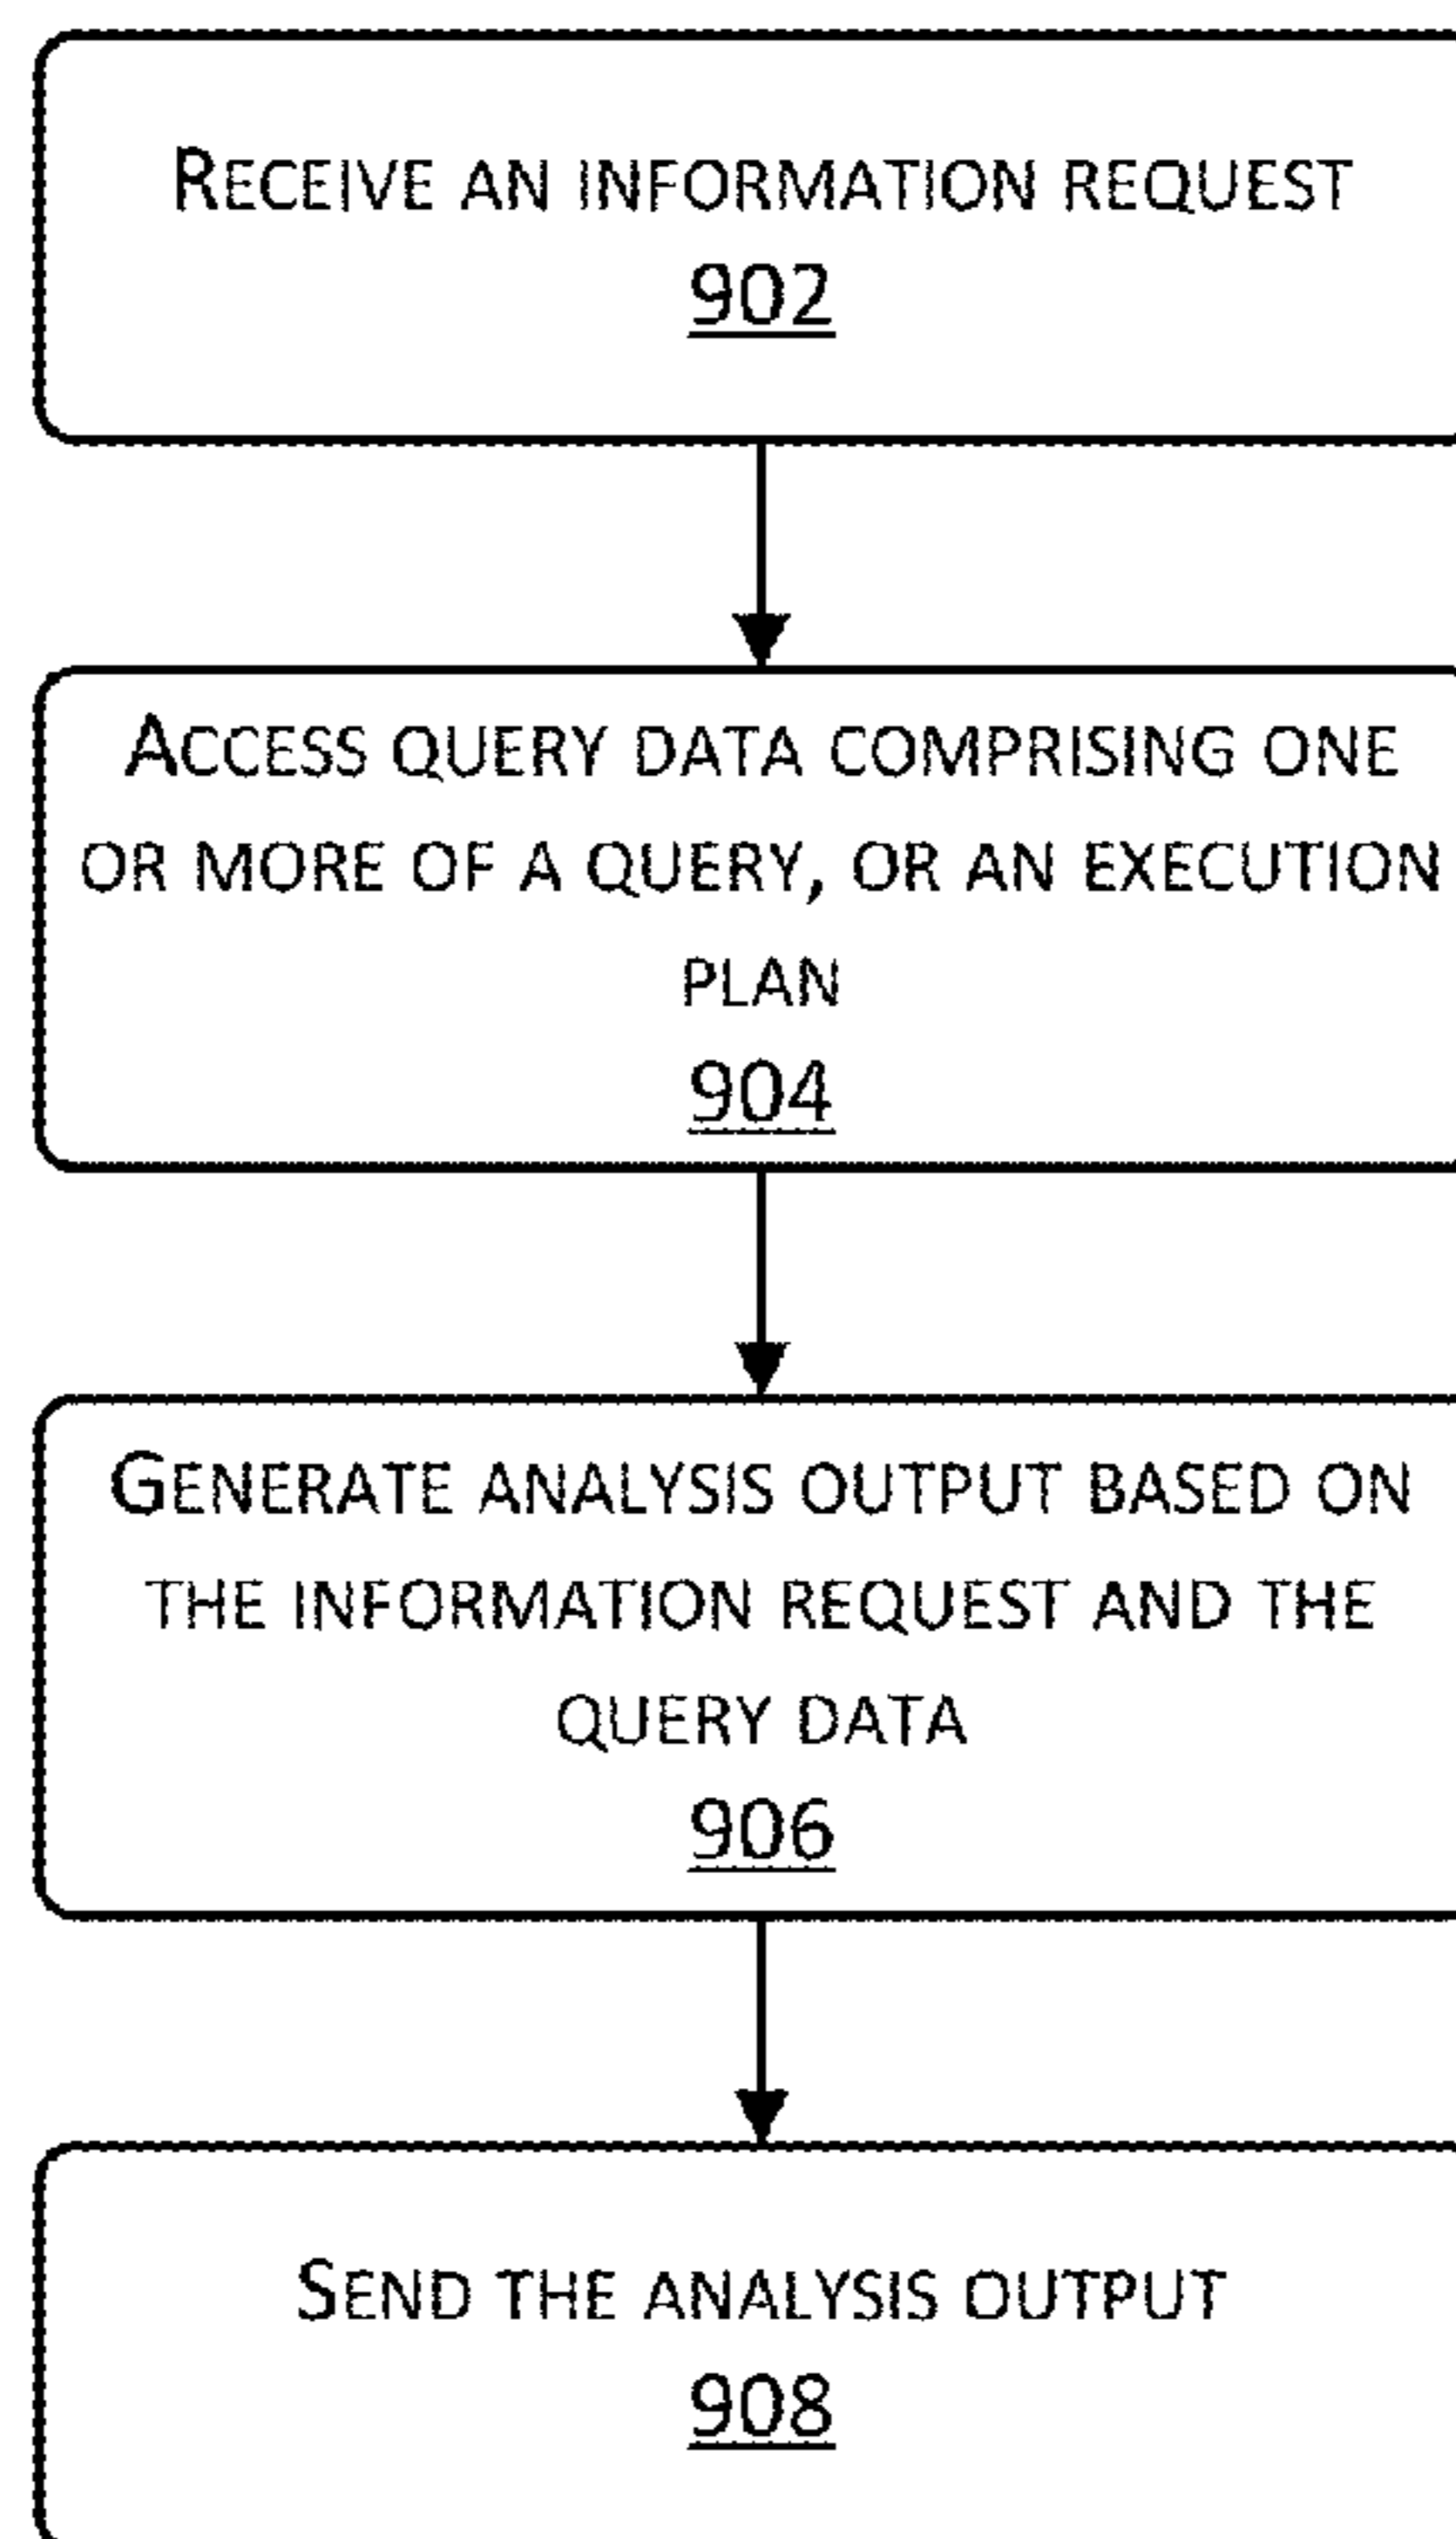 RECEIVE AN INFORMATION REQUEST
902
ACCESS QUERY DATA COMPRISING ONE
OR MORE OF A QUERY, OR AN EXECUTION
PLAN
904
GENERATE ANALYSIS OUTPUT BASED ON
THE INFORMATION REQUEST AND THE
QUERY DATA
906
SEND THE ANALYSIS OUTPUT
908